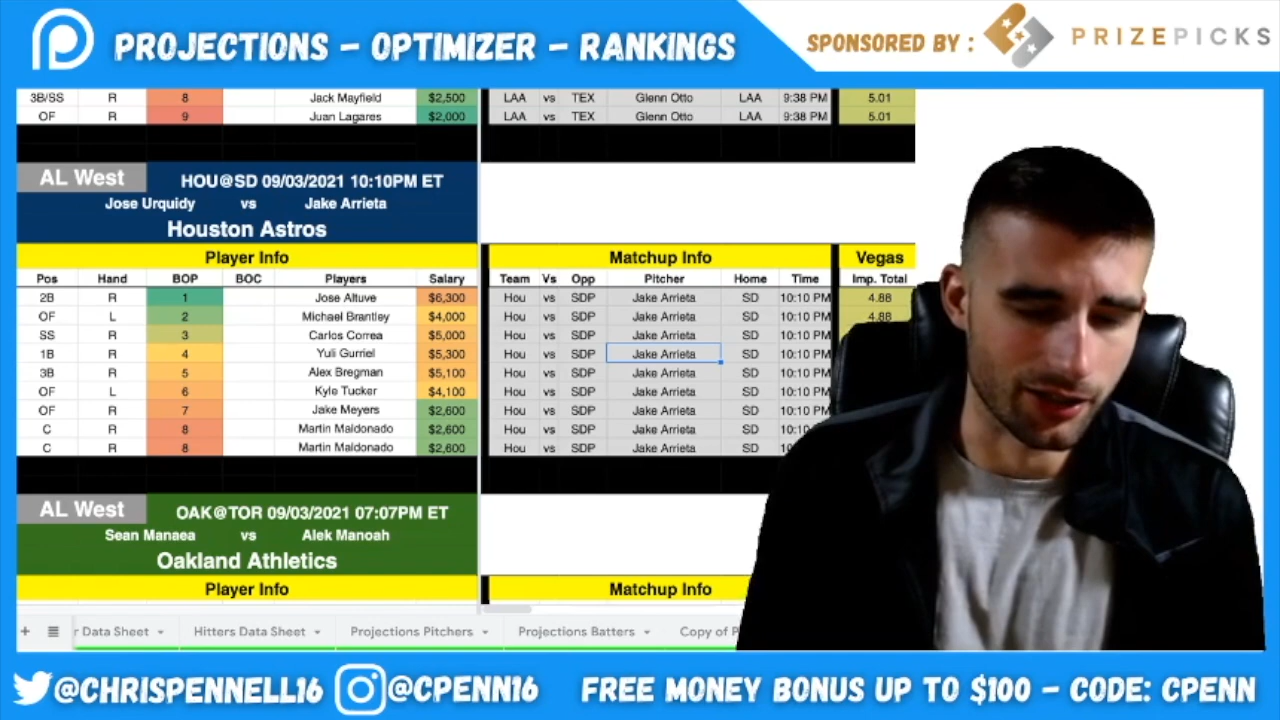 PROJECTIONS - OPTIMIZER - RANKINGS
SPONSORED BY : PRIZEPICKS
3B/SS R 8 Jack Mayfield $2,500 LAA vs TEX Glenn Otto LAA 9:38 PM 5.01
OF R 9 Juan Lagares $2,000 LAA vs TEX Glenn Otto LAA 9:38 PM 5.01
AL West HOU@SD 09/03/2021 10:10PM ET
Jose Urquidy vs Jake Arrieta
Houston Astros
Player Info Matchup Info Vegas
Pos Hand BOP BOC Players Salary Team Vs Opp Pitcher Home Time Imp. Total
2B R 1 Jose Altuve $6,300 Hou vs SDP Jake Arrieta SD 10:10 PM 4.88
OF L 2 Michael Brantley $4,000 Hou vs SDP Jake Arrieta SD 10:10 PM 4.88
SS R 3 Carlos Correa $5,000 Hou vs SDP Jake Arrieta SD 10:10 PM
1B R 4 Yuli Gurriel $5,300 Hou vs SDP Jake Arrieta SD 10:10 PM
3B R 5 Alex Bregman $5,100 Hou vs SDP Jake Arrieta SD 10:10 PM
OF L 6 Kyle Tucker $4,100 Hou vs SDP Jake Arrieta SD 10:10 PM
OF R 7 Jake Meyers $2,600 Hou vs SDP Jake Arrieta SD 10:10 PM
C R 8 Martin Maldonado $2,600 Hou vs SDP Jake Arrieta SD 10:10
C R 8 Martin Maldonado $2,600 Hou vs SDP Jake Arrieta SD
AL West OAK@TOR 09/03/2021 07:07PM ET
Sean Manaea vs Alek Manoah
Oakland Athletics
Player Info Matchup Info
r Data Sheet Hitters Data Sheet Projections Pitchers Projections Batters Copy of P
@CHRISPENNELL16 @CPENN16 FREE MONEY BONUS UP TO $100 - CODE: CPENN